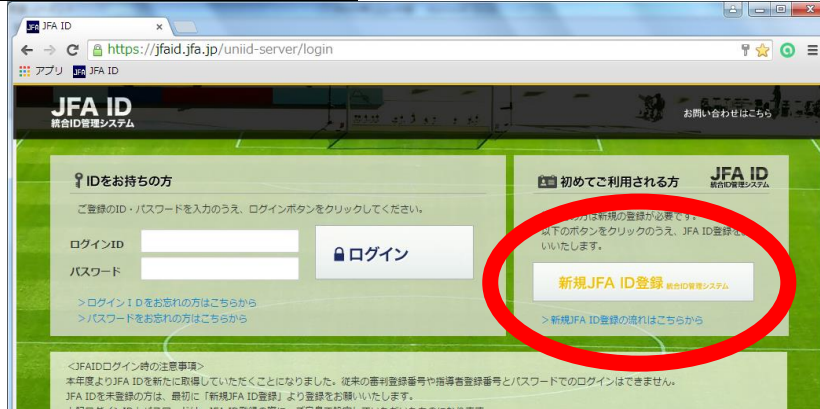 JFA ID
https://jfaid.jfa.jp/uniid-server/login
アプリ JFA JFA ID
JFA ID
統合ID管理システム
お問い合わせはこちら
IDをお持ちの方
ご登録のID・パスワードを入力のうえ、ログインボタンをクリックしてください。
ログインID
パスワード
ログイン
>ログインIDをお忘れの方はこちらから
>パスワードをお忘れの方はこちらから
初めてご利用される方
JFA ID
統合ID管理システム
の方は新規の登録が必要です。
以下のボタンをクリックのうえ、JFA ID登録を
いいたします。
新規JFA ID登録 統合ID管理システム
>新規JFA ID登録の流れはこちらから
<JFAIDログイン時の注意事項>
本年度よりJFA IDを新たに取得していただくことになりました。従来の審判登録番号や指導者登録番号とパスワードでのログインはできません。
JFA IDを未登録の方は、最初に「新規JFA ID登録」より登録をお願いいたします。